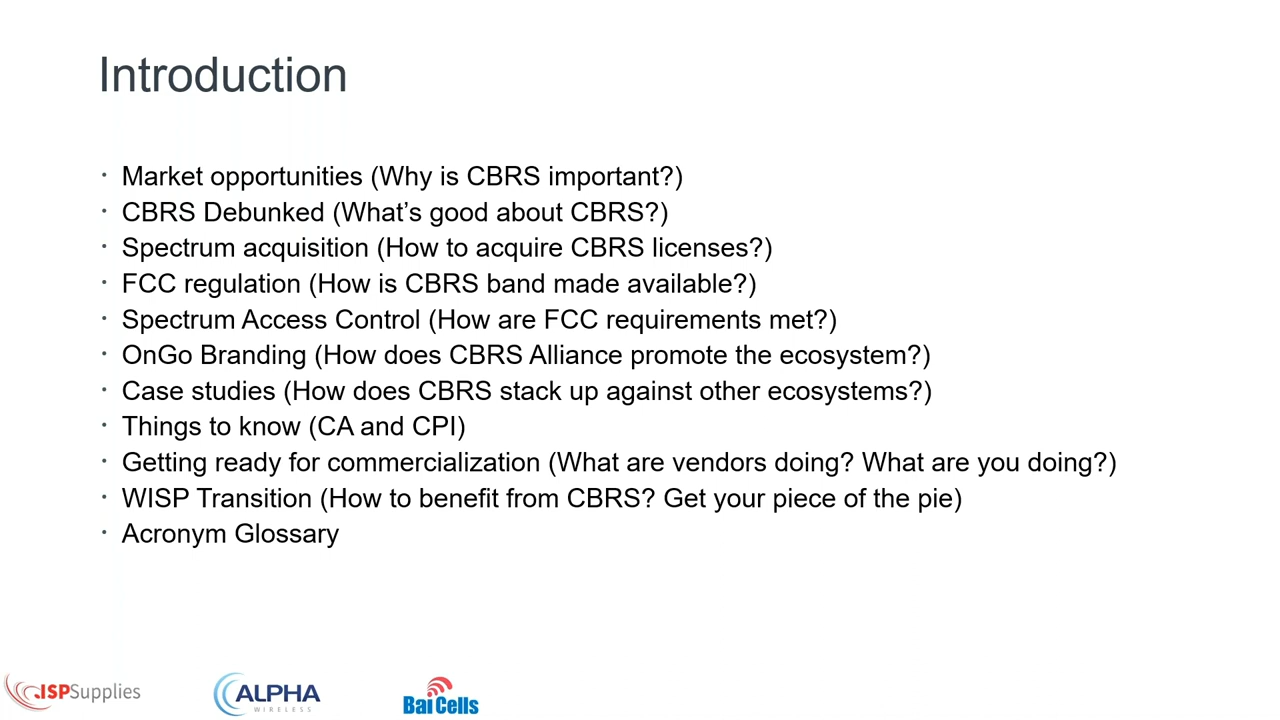 Introduction
· Market opportunities (Why is CBRS important?)
· CBRS Debunked (What’s good about CBRS?)
· Spectrum acquisition (How to acquire CBRS licenses?)
· FCC regulation (How is CBRS band made available?)
· Spectrum Access Control (How are FCC requirements met?)
· OnGo Branding (How does CBRS Alliance promote the ecosystem?)
· Case studies (How does CBRS stack up against other ecosystems?)
· Things to know (CA and CPI)
· Getting ready for commercialization (What are vendors doing? What are you doing?)
· WISP Transition (How to benefit from CBRS? Get your piece of the pie)
· Acronym Glossary
ISPSupplies
ALPHA
WIRELESS
BaiCells